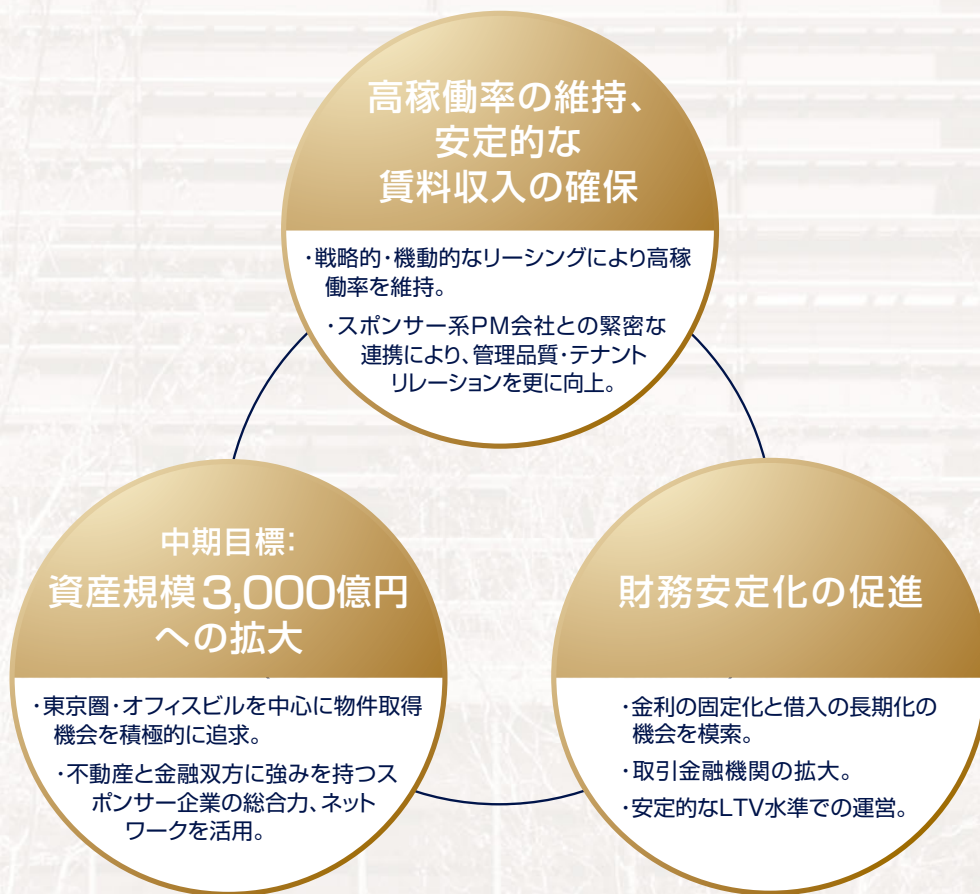 高稼働率の維持、
安定的な
賃料収入の確保
・戦略的・機動的なリーシングにより高稼
働率を維持。
・スポンサー系PM会社との緊密な
連携により、管理品質・テナント
リレーションを更に向上。
中期目標：
資産規模3,000億円
への拡大
・東京圏・オフィスビルを中心に物件取得
機会を積極的に追求。
・不動産と金融双方に強みを持つス
ポンサー企業の総合力、ネット
ワークを活用。
財務安定化の促進
・金利の固定化と借入の長期化の
機会を模索。
・取引金融機関の拡大。
・安定的なLTV水準での運営。